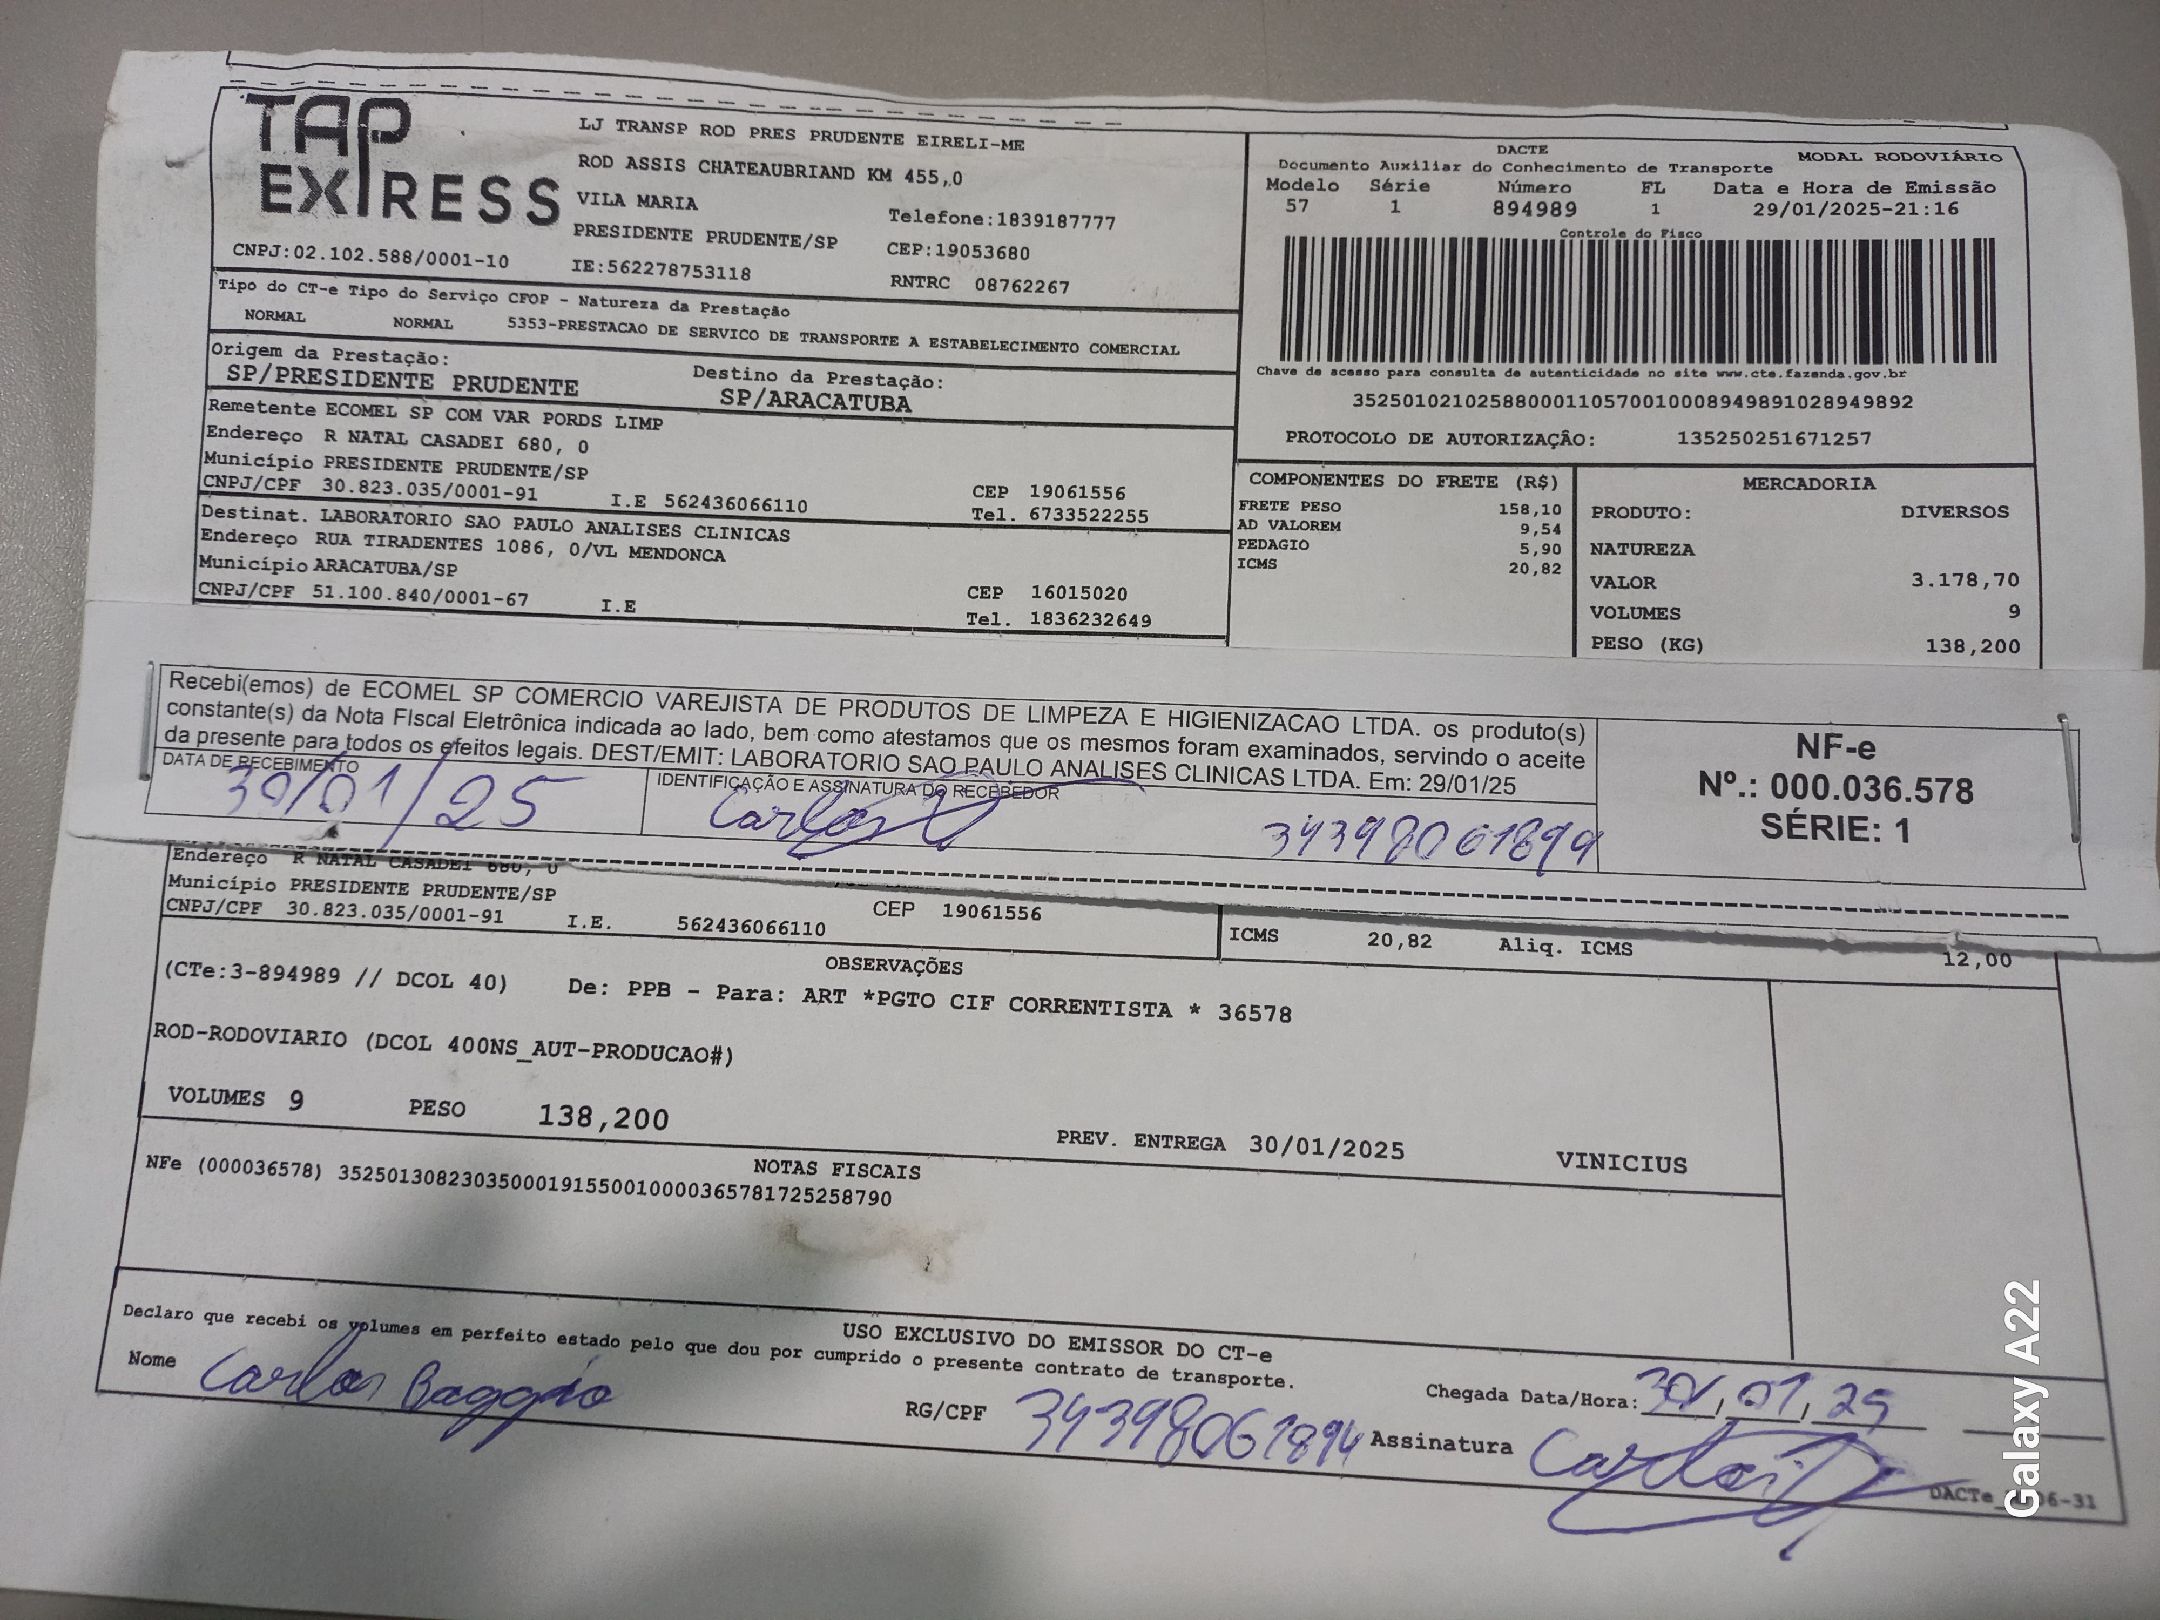 TAP EXPRESS
LJ TRANSP ROD PRES PRUDENTE EIRELI-ME
ROD ASSIS CHATEAUBRIAND KM 455,0
VILA MARIA
Telefone:1839187777
PRESIDENTE PRUDENTE/SP
CEP:19053680
CNPJ:02.102.588/0001-10
IE:562278753118
RNTRC 08762267
DACTE
MODAL RODOVIÁRIO
Documento Auxiliar do Conhecimento de Transporte
Modelo Série Número FL Data e Hora de Emissão
57 1 894989 1 29/01/2025-21:16
Controle do Fisco
Chave de acesso para consulta de autenticidade no site www.cte.fazenda.gov.br
35250102102588000110570010008949891028949892
PROTOCOLO DE AUTORIZAÇÃO: 135250251671257
Tipo do CT-e Tipo do Serviço CFOP - Natureza da Prestação
NORMAL NORMAL 5353-PRESTACAO DE SERVICO DE TRANSPORTE A ESTABELECIMENTO COMERCIAL
Origem da Prestação: Destino da Prestação:
SP/PRESIDENTE PRUDENTE SP/ARACATUBA
Remetente ECOMEL SP COM VAR PORDS LIMP
Endereço R NATAL CASADEI 680, 0
Município PRESIDENTE PRUDENTE/SP CEP 19061556
CNPJ/CPF 30.823.035/0001-91 I.E 562436066110 Tel. 6733522255
Destinat. LABORATORIO SAO PAULO ANALISES CLINICAS
Endereço RUA TIRADENTES 1086, 0/VL MENDONCA
Município ARACATUBA/SP CEP 16015020
CNPJ/CPF 51.100.840/0001-67 I.E Tel. 1836232649
COMPONENTES DO FRETE (R$)
FRETE PESO 158,10
AD VALOREM 9,54
PEDAGIO 5,90
ICMS 20,82
MERCADORIA
PRODUTO: DIVERSOS
NATUREZA
VALOR 3.178,70
VOLUMES 9
PESO (KG) 138,200
Recebi(emos) de ECOMEL SP COMERCIO VAREJISTA DE PRODUTOS DE LIMPEZA E HIGIENIZACAO LTDA. os produto(s)
constante(s) da Nota FIscal Eletrônica indicada ao lado, bem como atestamos que os mesmos foram examinados, servindo o aceite
da presente para todos os efeitos legais. DEST/EMIT: LABORATORIO SAO PAULO ANALISES CLINICAS LTDA. Em: 29/01/25
DATA DE RECEBIMENTO
30/01/25
IDENTIFICAÇÃO E ASSINATURA DO RECEBEDOR
Carlos 34398061894
NF-e
Nº.: 000.036.578
SÉRIE: 1
Endereço R NATAL CASADEI 680, 0
Município PRESIDENTE PRUDENTE/SP CEP 19061556
CNPJ/CPF 30.823.035/0001-91 I.E. 562436066110
ICMS 20,82 Aliq. ICMS 12,00
OBSERVAÇÕES
(CTe:3-894989 // DCOL 40) De: PPB - Para: ART *PGTO CIF CORRENTISTA * 36578
ROD-RODOVIARIO (DCOL 400NS_AUT-PRODUCAO#)
VOLUMES 9 PESO 138,200 PREV. ENTREGA 30/01/2025 VINICIUS
NOTAS FISCAIS
NFe (000036578) 35250130823035000191550010000365781725258790
USO EXCLUSIVO DO EMISSOR DO CT-e
Declaro que recebi os volumes em perfeito estado pelo que dou por cumprido o presente contrato de transporte.
Nome Carlos Baggio RG/CPF 34398061894
Chegada Data/Hora: 30/01/25
Assinatura Carlos
Galaxy A22